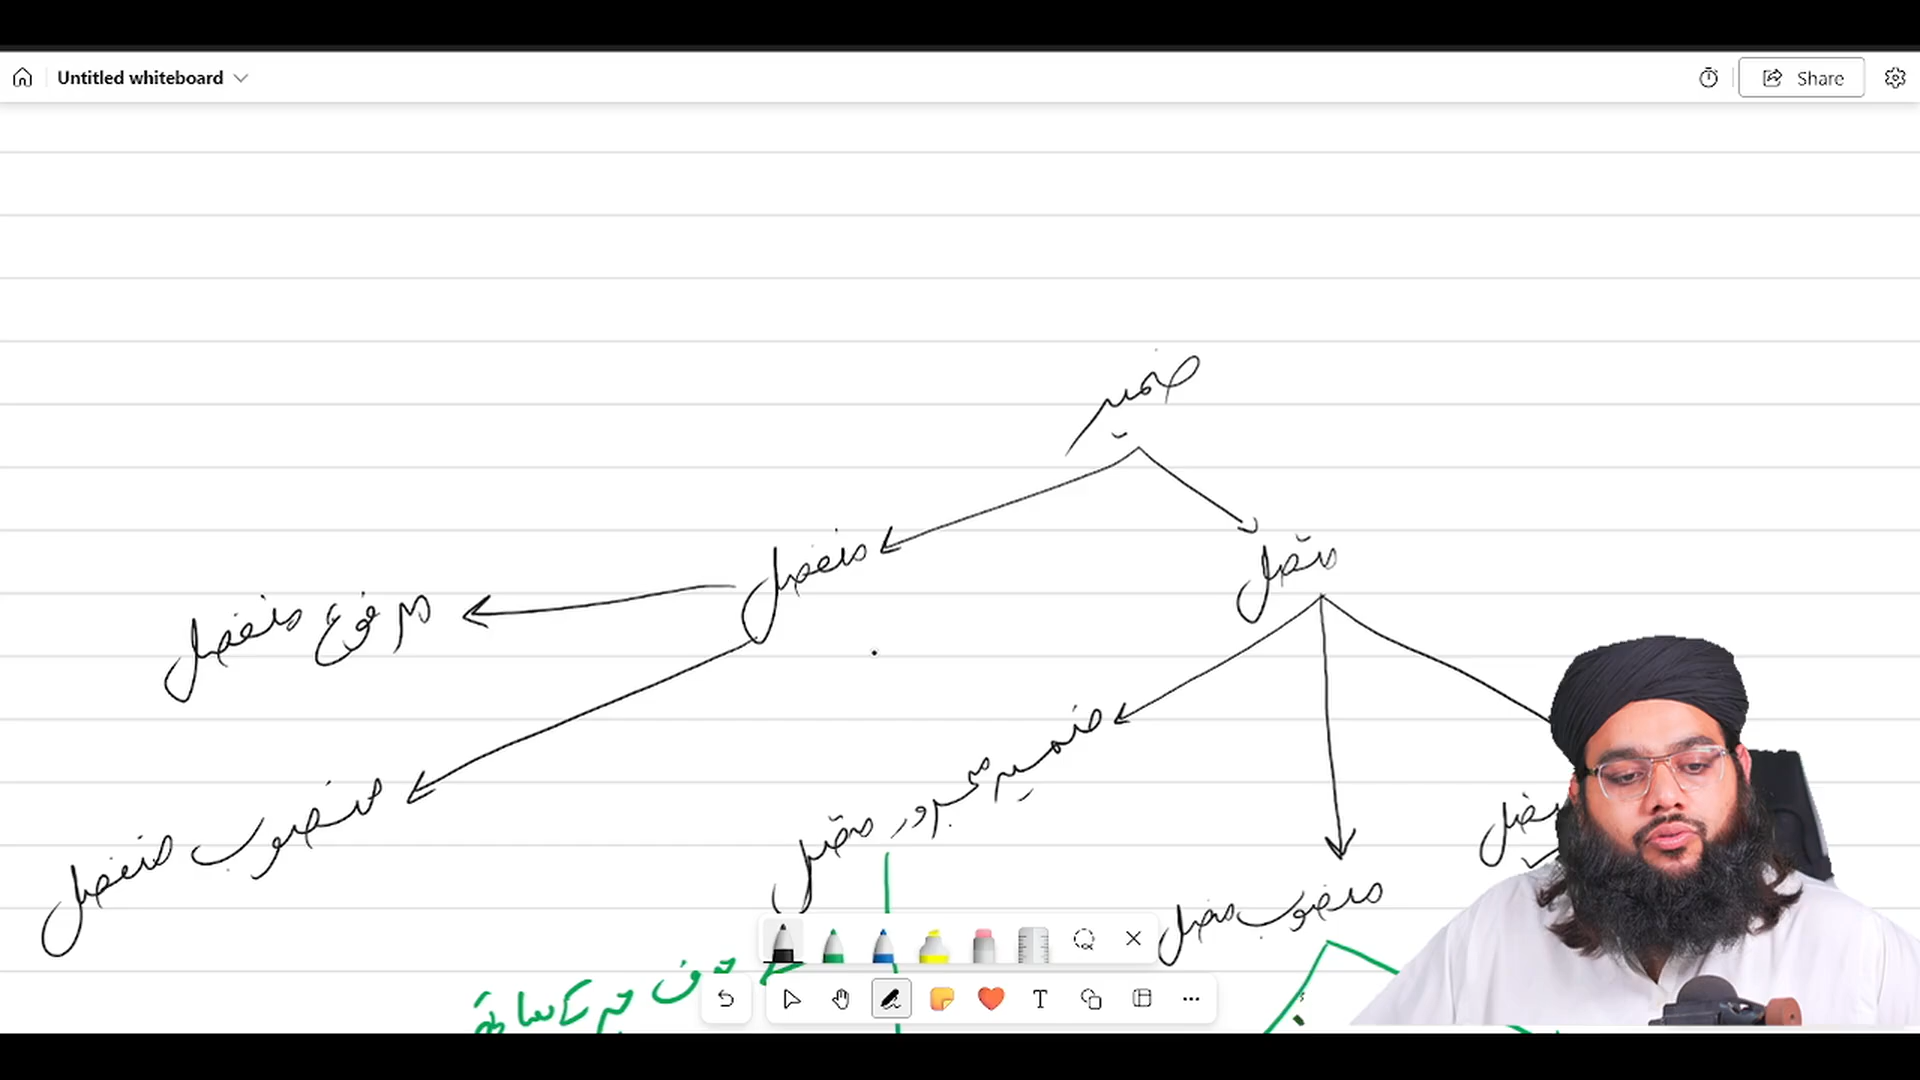 Untitled whiteboard
Share
ضمیر
متصل
منفصل
مرفوع منفصل
ضمیر مجرور متصل
منصوب منفصل
منصوب متصل
T